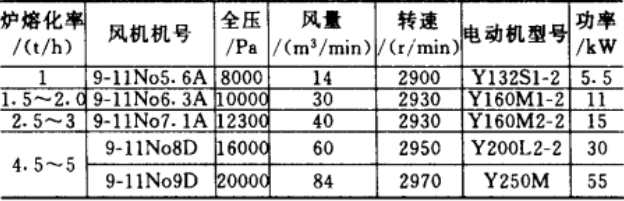 炉熔化率/(t/h) 风机机号 全压/Pa 风量/(m³/min) 转速/(r/min) 电动机型号 功率/kW
1 9-11No5.6A 8000 14 2900 Y132S1-2 5.5
1.5～2.0 9-11No6.3A 10000 30 2930 Y160M1-2 11
2.5～3 9-11No7.1A 12300 40 2930 Y160M2-2 15
4.5～5 9-11No8D 16000 60 2950 Y200L2-2 30
9-11No9D 20000 84 2970 Y250M 55